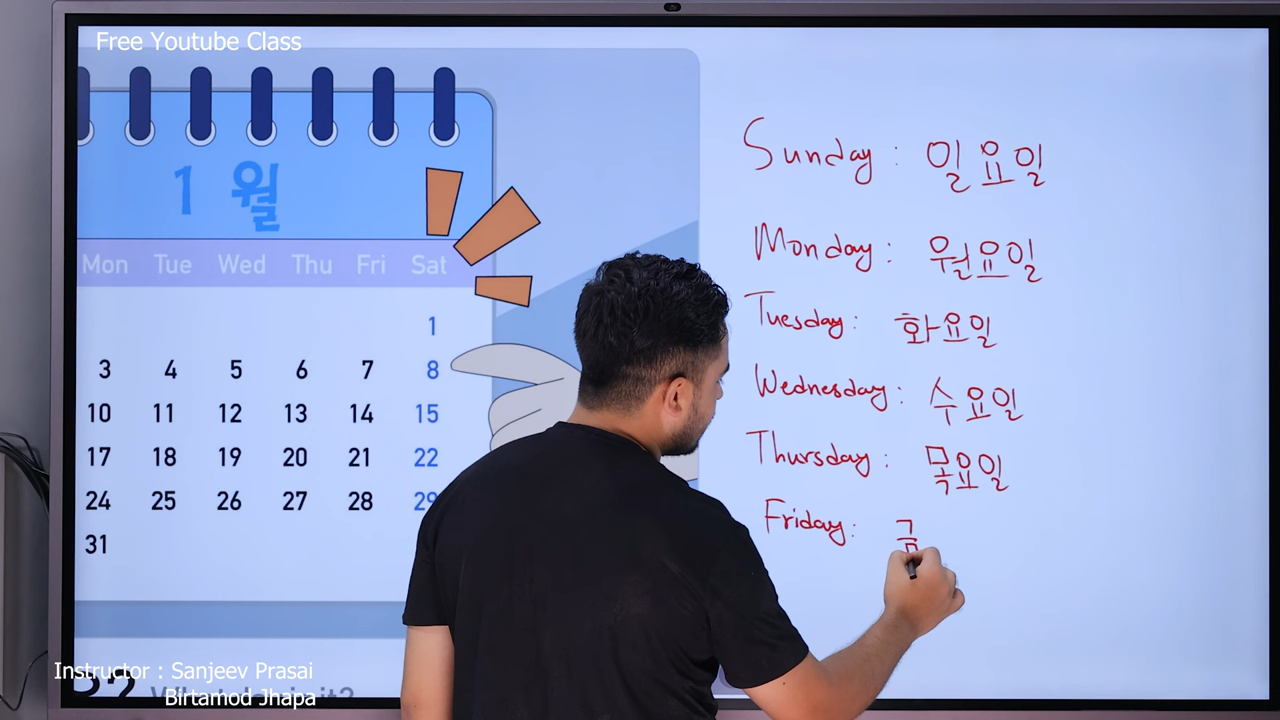 Free Youtube Class
1 월
Mon Tue Wed Thu Fri Sat
1
3 4 5 6 7 8
10 11 12 13 14 15
17 18 19 20 21 22
24 25 26 27 28 29
31
Sunday : 일요일
Monday : 월요일
Tuesday : 화요일
Wednesday : 수요일
Thursday : 목요일
Friday :
Instructor : Sanjeev Prasai
Birtamod Jhapa